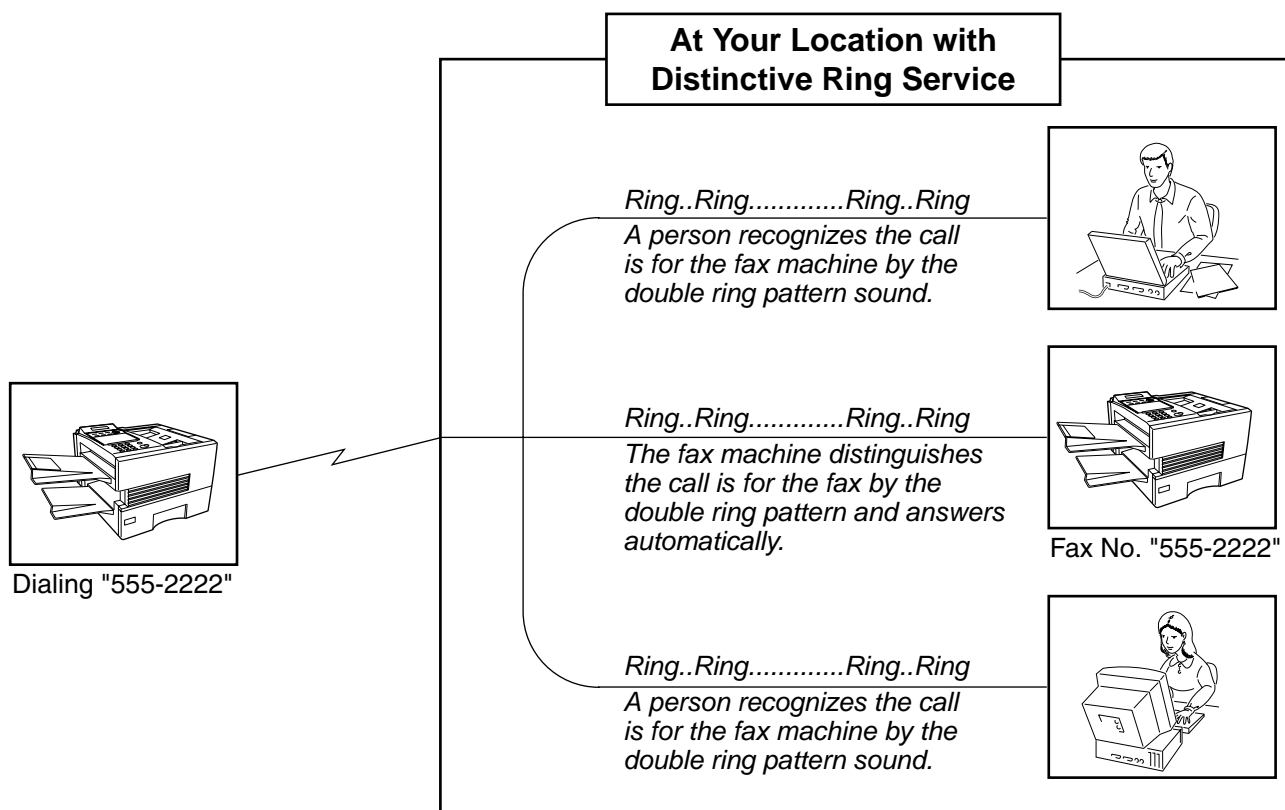 At Your Location with
Distinctive Ring Service
Ring..Ring.............Ring..Ring
A person recognizes the call
is for the fax machine by the
double ring pattern sound.
Ring..Ring.............Ring..Ring
The fax machine distinguishes
the call is for the fax by the
double ring pattern and answers
automatically.
Fax No. "555-2222"
Dialing "555-2222"
Ring..Ring.............Ring..Ring
A person recognizes the call
is for the fax machine by the
double ring pattern sound.